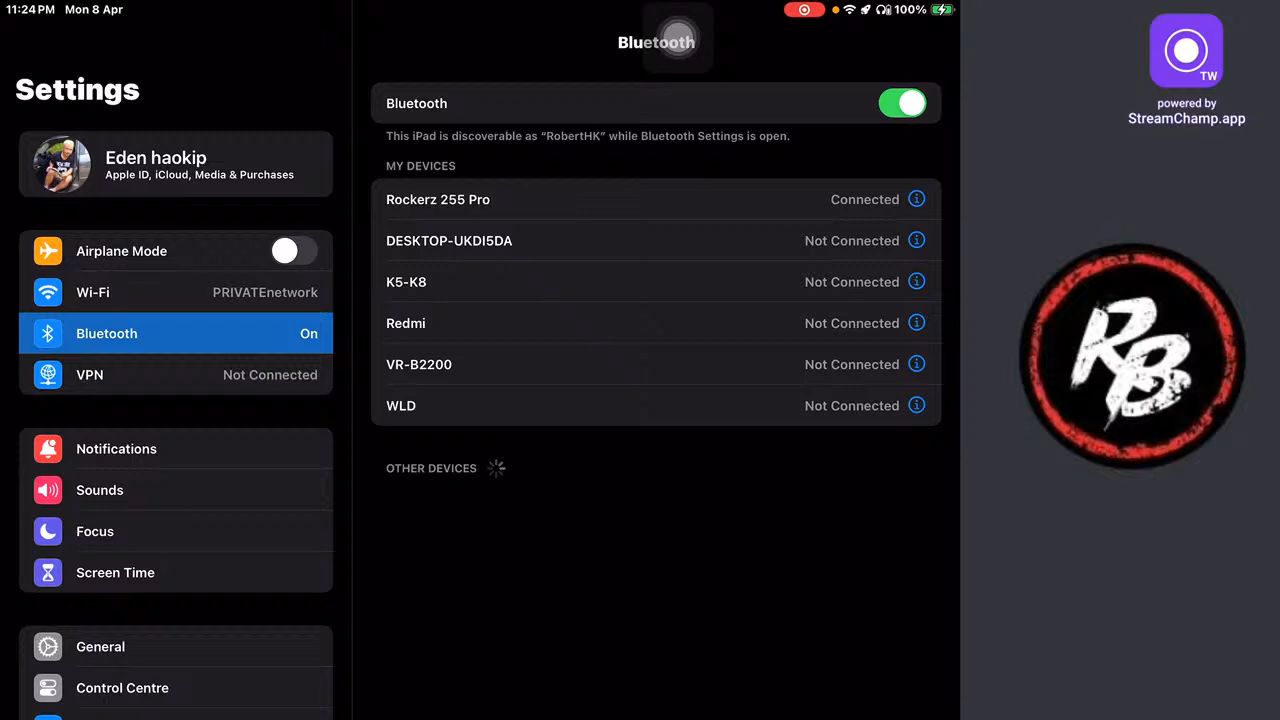 11:24 PM Mon 8 Apr
100%
Settings
Eden haokip
Apple ID, iCloud, Media & Purchases
Airplane Mode
Wi-Fi PRIVATEnetwork
Bluetooth On
VPN Not Connected
Notifications
Sounds
Focus
Screen Time
General
Control Centre
Bluetooth
Bluetooth
This iPad is discoverable as “RobertHK” while Bluetooth Settings is open.
MY DEVICES
Rockerz 255 Pro Connected
DESKTOP-UKDI5DA Not Connected
K5-K8 Not Connected
Redmi Not Connected
VR-B2200 Not Connected
WLD Not Connected
OTHER DEVICES
TW
powered by
StreamChamp.app
RB